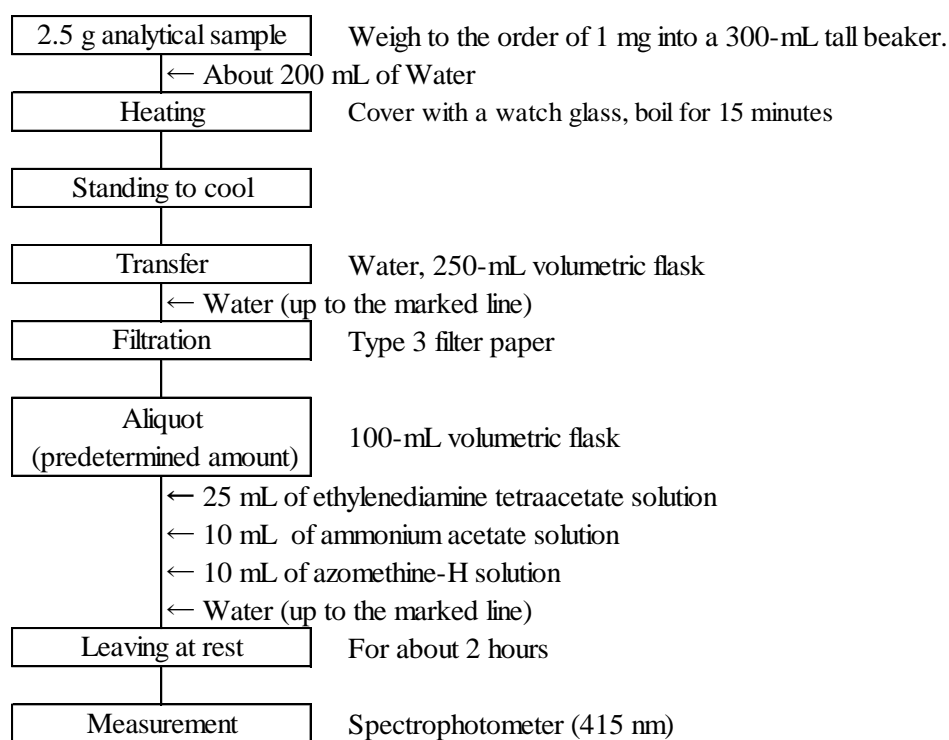 2.5 g analytical sample Weigh to the order of 1 mg into a 300-mL tall beaker.
← About 200 mL of Water
Heating Cover with a watch glass, boil for 15 minutes
Standing to cool
Transfer Water, 250-mL volumetric flask
← Water (up to the marked line)
Filtration Type 3 filter paper
Aliquot
(predetermined amount) 100-mL volumetric flask
← 25 mL of ethylenediamine tetraacetate solution
← 10 mL of ammonium acetate solution
← 10 mL of azomethine-H solution
← Water (up to the marked line)
Leaving at rest For about 2 hours
Measurement Spectrophotometer (415 nm)